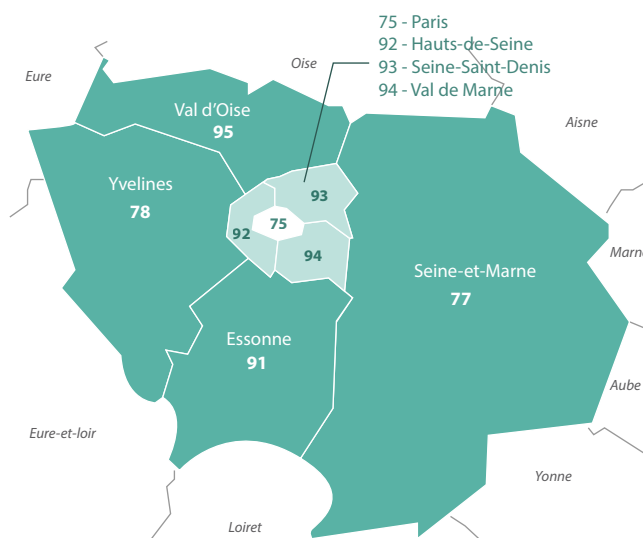 75 - Paris
92 - Hauts-de-Seine
93 - Seine-Saint-Denis
94 - Val de Marne
Oise
Eure
Val d'Oise
95
Aisne
Yvelines
78
93
75
92
94
Marne
Seine-et-Marne
77
Essonne
91
Aube
Eure-et-loir
Yonne
Loiret